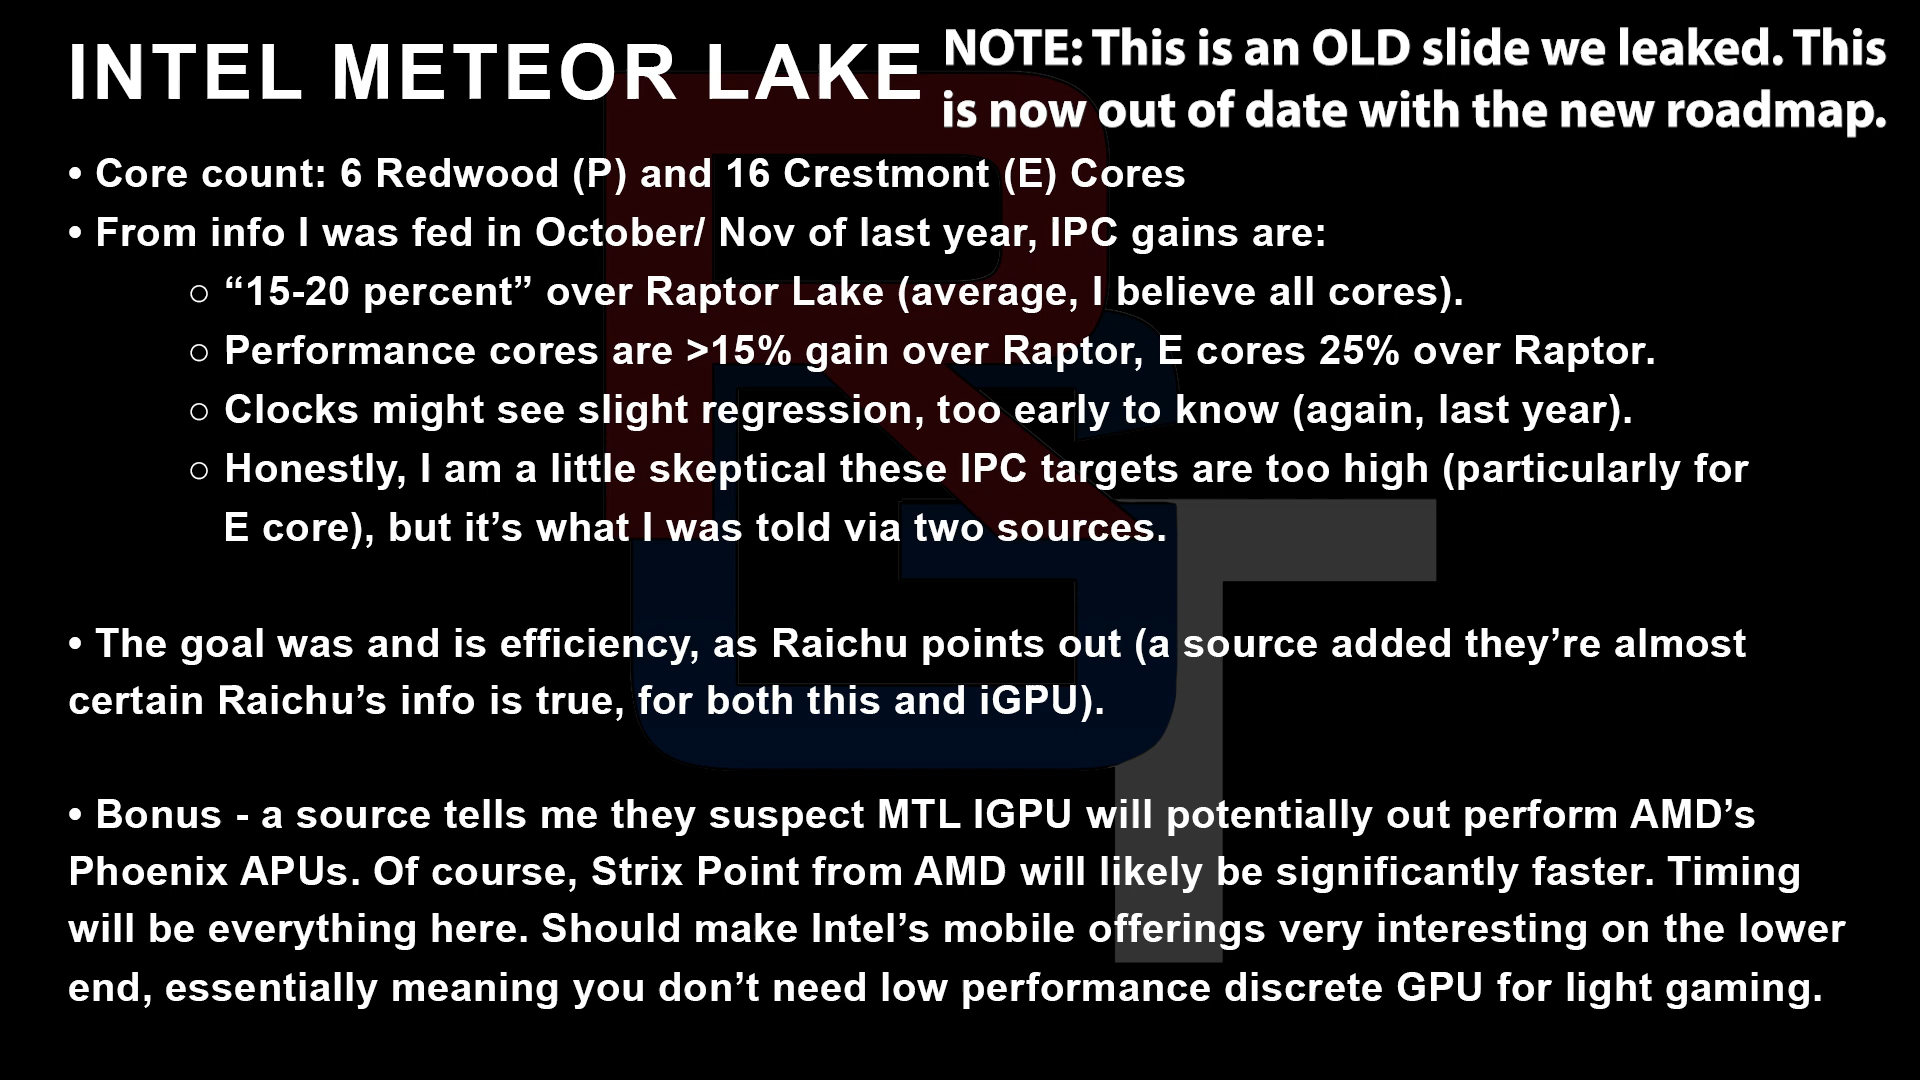 INTEL METEOR LAKE
NOTE: This is an OLD slide we leaked. This
is now out of date with the new roadmap.
• Core count: 6 Redwood (P) and 16 Crestmont (E) Cores
• From info I was fed in October/ Nov of last year, IPC gains are:
○ “15-20 percent” over Raptor Lake (average, I believe all cores).
○ Performance cores are >15% gain over Raptor, E cores 25% over Raptor.
○ Clocks might see slight regression, too early to know (again, last year).
○ Honestly, I am a little skeptical these IPC targets are too high (particularly for
E core), but it’s what I was told via two sources.
• The goal was and is efficiency, as Raichu points out (a source added they’re almost
certain Raichu’s info is true, for both this and iGPU).
• Bonus - a source tells me they suspect MTL IGPU will potentially out perform AMD’s
Phoenix APUs. Of course, Strix Point from AMD will likely be significantly faster. Timing
will be everything here. Should make Intel’s mobile offerings very interesting on the lower
end, essentially meaning you don’t need low performance discrete GPU for light gaming.